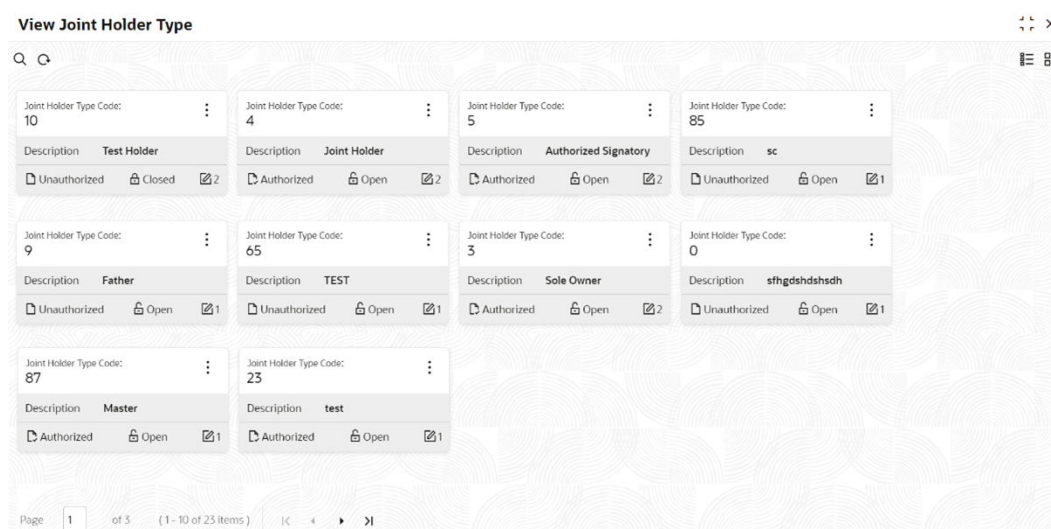 View Joint Holder Type
Joint Holder Type Code:
10
Description Test Holder
Unauthorized Closed 2
Joint Holder Type Code:
4
Description Joint Holder
Authorized Open 2
Joint Holder Type Code:
5
Description Authorized Signatory
Authorized Open 2
Joint Holder Type Code:
85
Description sc
Unauthorized Open 1
Joint Holder Type Code:
9
Description Father
Unauthorized Open 1
Joint Holder Type Code:
65
Description TEST
Unauthorized Open 1
Joint Holder Type Code:
3
Description Sole Owner
Authorized Open 2
Joint Holder Type Code:
0
Description sfhgdshdshsdh
Unauthorized Open 1
Joint Holder Type Code:
87
Description Master
Authorized Open 1
Joint Holder Type Code:
23
Description test
Authorized Open 1
Page 1 of 3 (1 - 10 of 23 items)